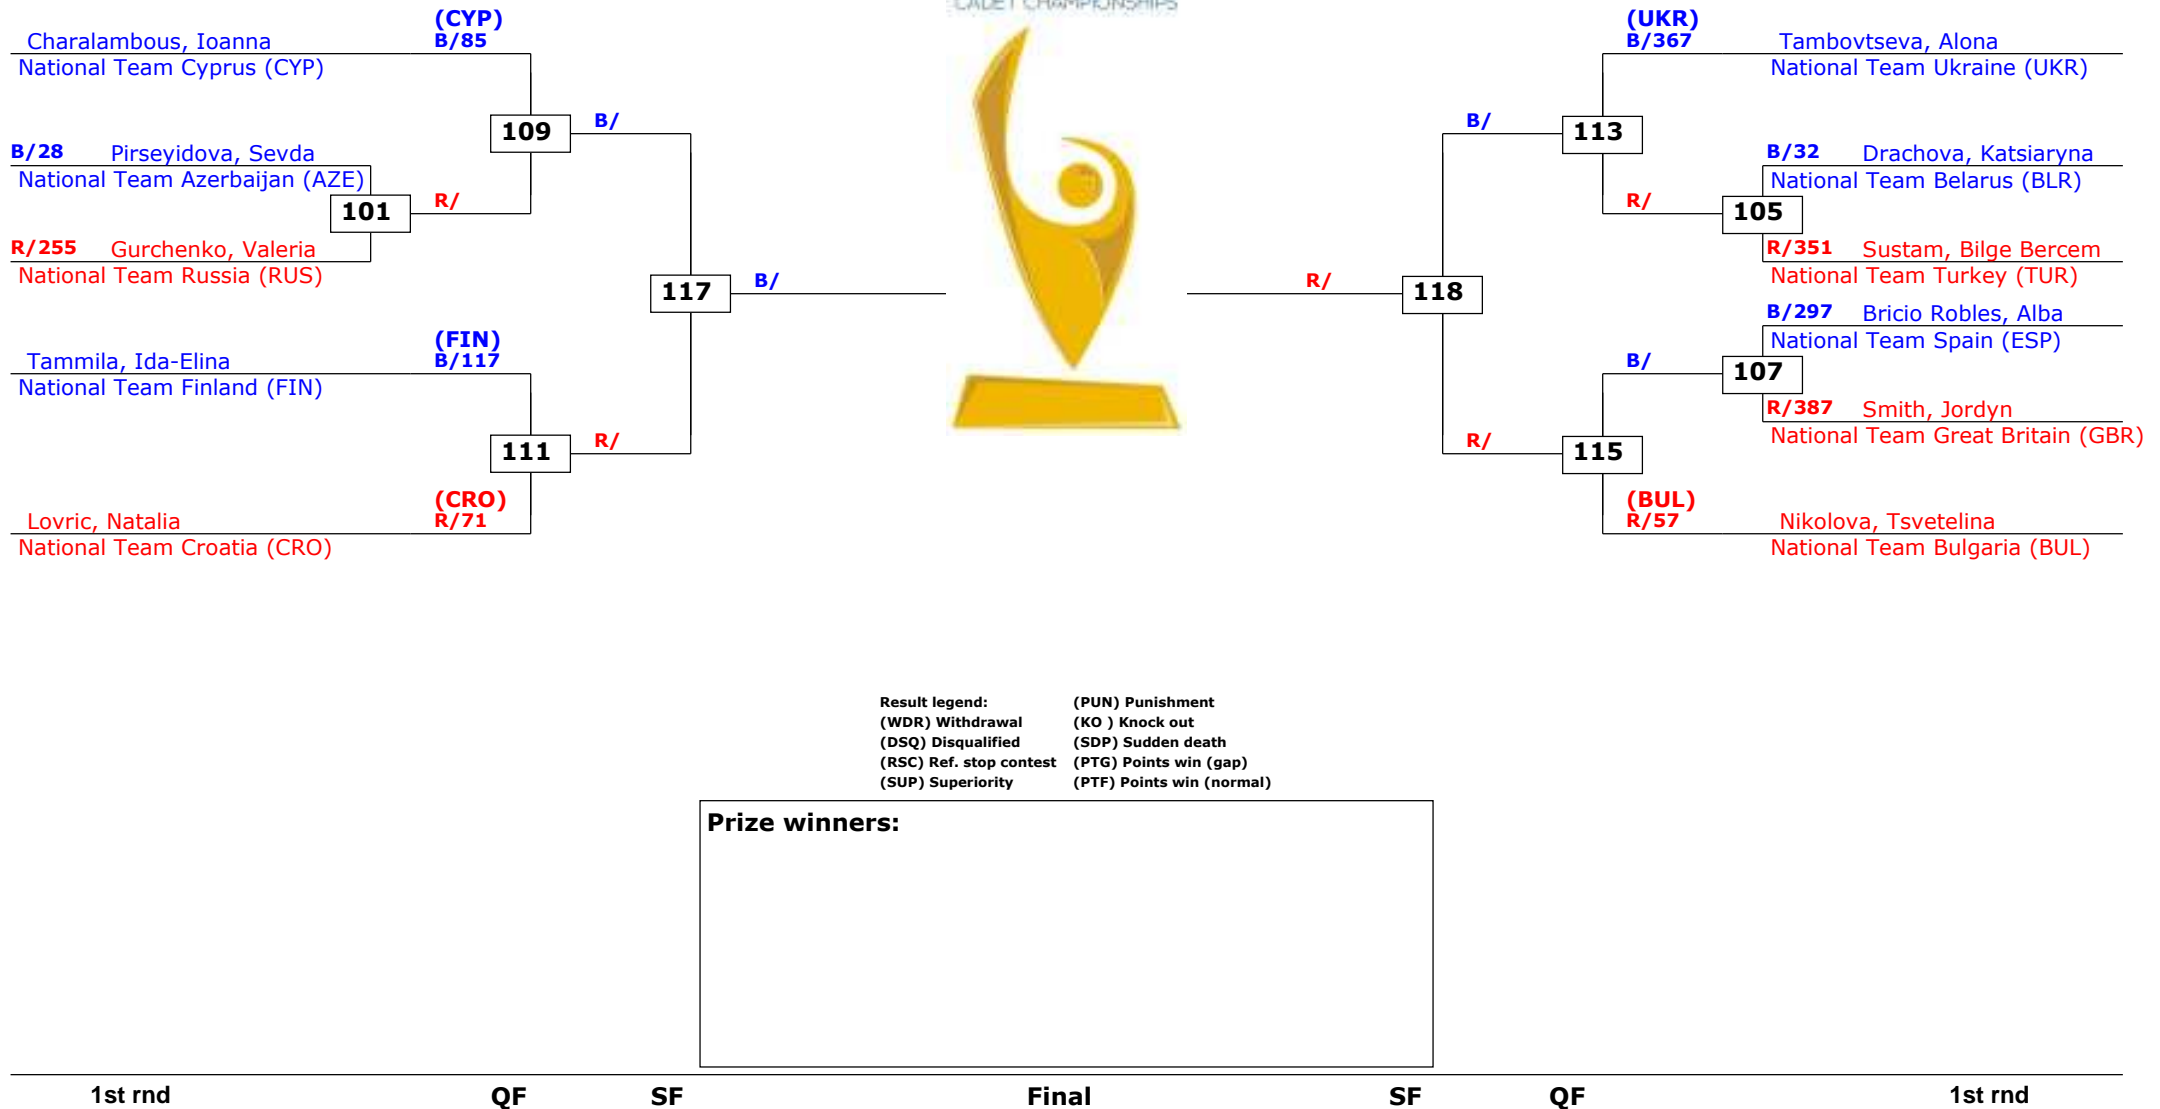 CADET CHAMPIONSHIPS
(CYP)
Charalambous, Ioanna B/85
National Team Cyprus (CYP)
109 B/
B/28 Pirseyidova, Sevda
National Team Azerbaijan (AZE)
101 R/
R/255 Gurchenko, Valeria
National Team Russia (RUS)
117 B/
(FIN)
Tammila, Ida-Elina B/117
National Team Finland (FIN)
111 R/
(CRO)
Lovric, Natalia R/71
National Team Croatia (CRO)
(UKR)
B/367 Tambovtseva, Alona
National Team Ukraine (UKR)
B/ 113
B/32 Drachova, Katsiaryna
National Team Belarus (BLR)
R/ 105
R/351 Sustam, Bilge Bercem
National Team Turkey (TUR)
R/ 118
B/297 Bricio Robles, Alba
National Team Spain (ESP)
B/ 107
R/387 Smith, Jordyn
National Team Great Britain (GBR)
R/ 115
(BUL)
R/57 Nikolova, Tsvetelina
National Team Bulgaria (BUL)
Result legend: (PUN) Punishment
(WDR) Withdrawal (KO ) Knock out
(DSQ) Disqualified (SDP) Sudden death
(RSC) Ref. stop contest (PTG) Points win (gap)
(SUP) Superiority (PTF) Points win (normal)
Prize winners:
1st rnd QF SF Final SF QF 1st rnd